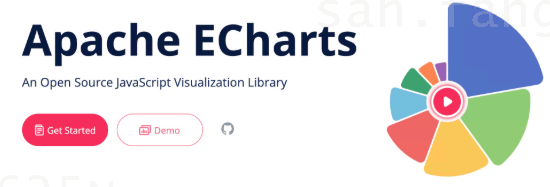 Apache ECharts
An Open Source JavaScript Visualization Library
Get Started
Demo